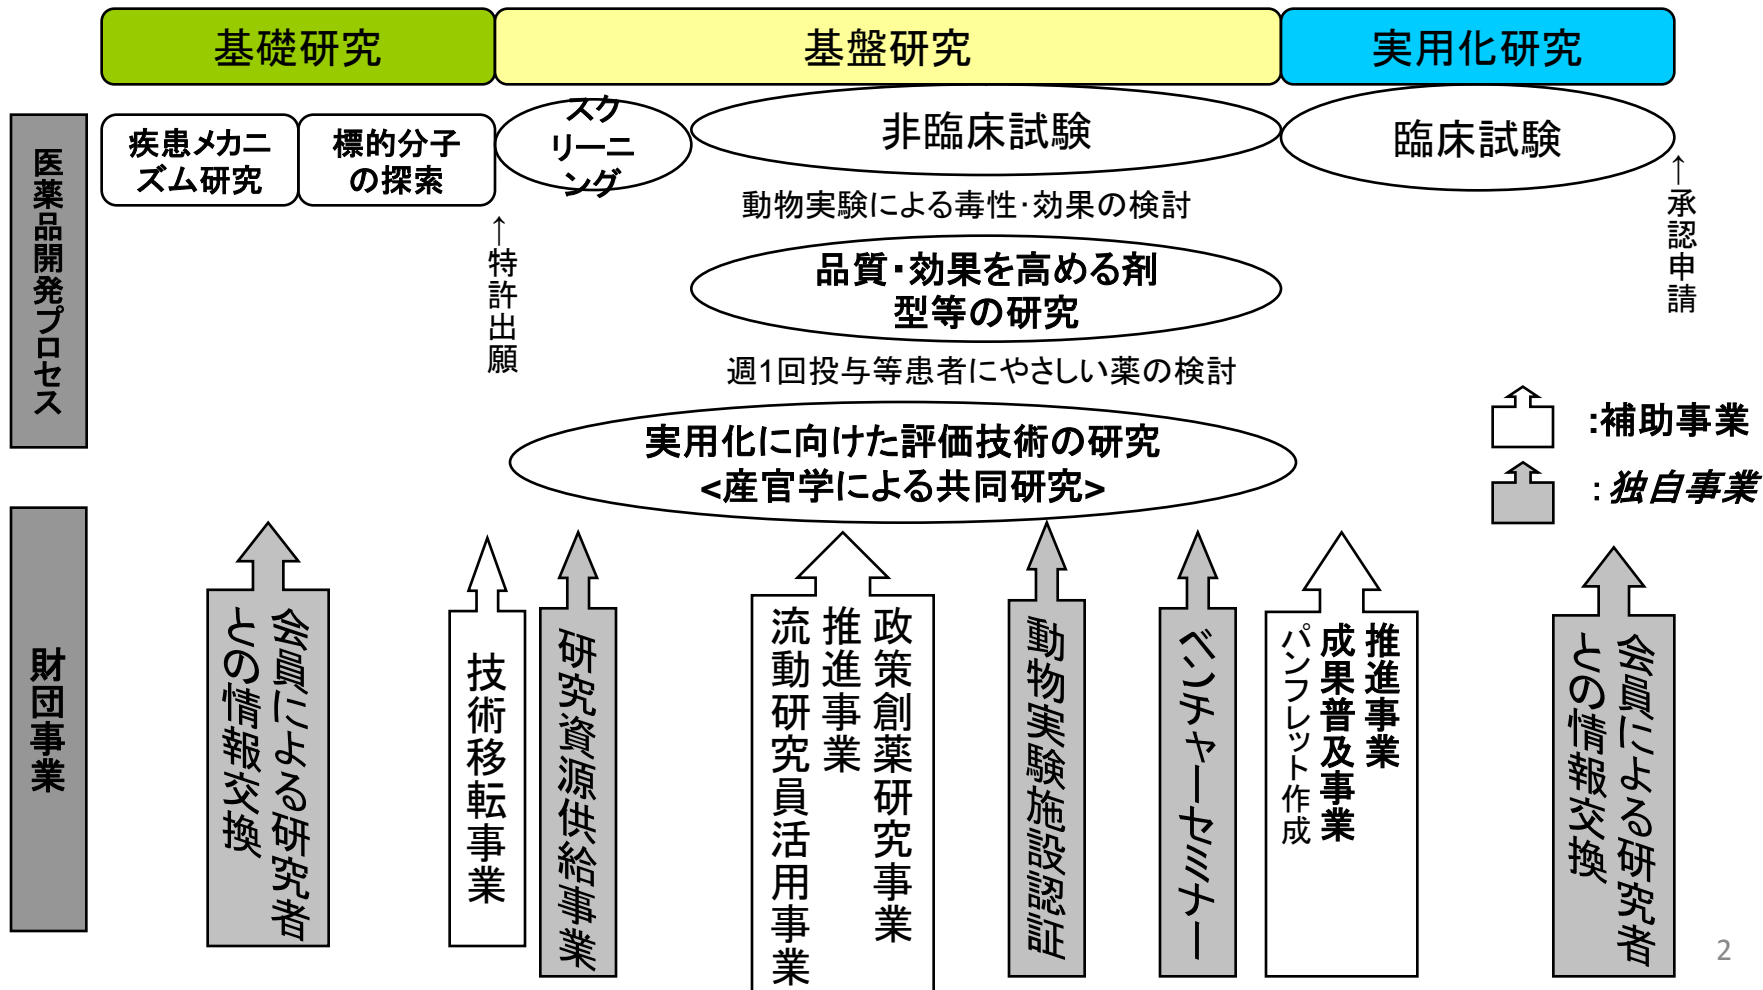 基礎研究
基盤研究
実用化研究
医薬品開発プロセス
疾患メカニ
ズム研究
標的分子
の探索
スク
リーニ
ング
非臨床試験
臨床試験
動物実験による毒性･効果の検討
↑特許出願
↑承認申請
品質･効果を高める剤
型等の研究
週1回投与等患者にやさしい薬の検討
実用化に向けた評価技術の研究
<産官学による共同研究>
:補助事業
:独自事業
財団事業
会員による研究者
との情報交換
技術移転事業
研究資源供給事業
政策創薬研究事業
推進事業
流動研究員活用事業
動物実験施設認証
ベンチャーセミナー
推進事業
成果普及事業
パンフレット作成
会員による研究者
との情報交換
2